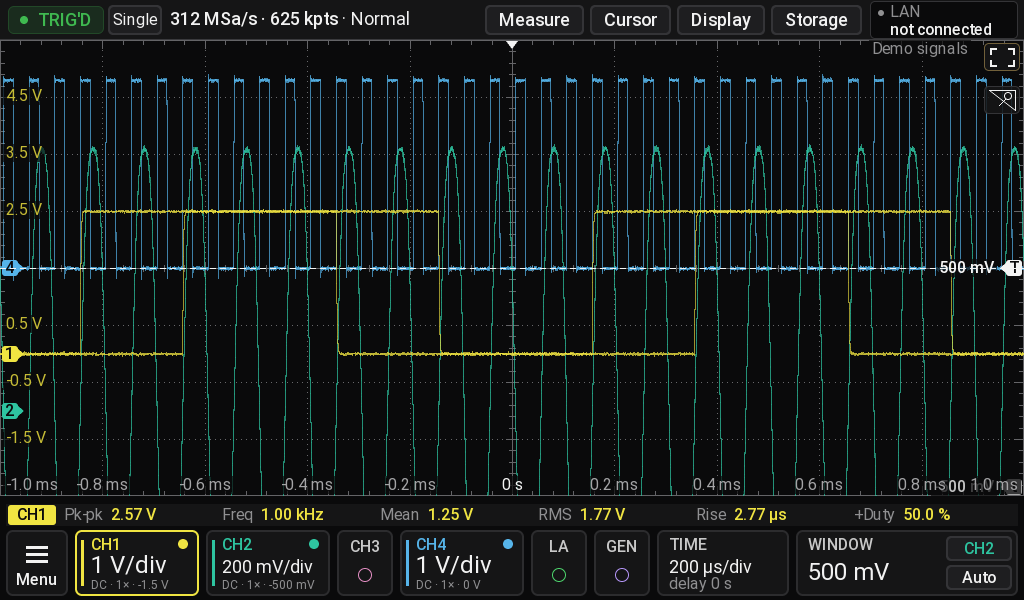 TRIG'D Single 312 MSa/s · 625 kpts · Normal Measure Cursor Display Storage
LAN
not connected
Demo signals
4.5 V
3.5 V
2.5 V
4 500 mV T
0.5 V
1
-0.5 V
2
-1.5 V
-1.0 ms -0.8 ms -0.6 ms -0.4 ms -0.2 ms 0 s 0.2 ms 0.4 ms 0.6 ms 0.8 ms 1.0 ms
CH1 Pk-pk 2.57 V Freq 1.00 kHz Mean 1.25 V RMS 1.77 V Rise 2.77 µs +Duty 50.0 %
Menu
CH1
1 V/div
DC · 1× · -1.5 V
CH2
200 mV/div
DC · 1× · -500 mV
CH3
CH4
1 V/div
DC · 1× · 0 V
LA
GEN
TIME
200 µs/div
delay 0 s
WINDOW
500 mV
CH2
Auto